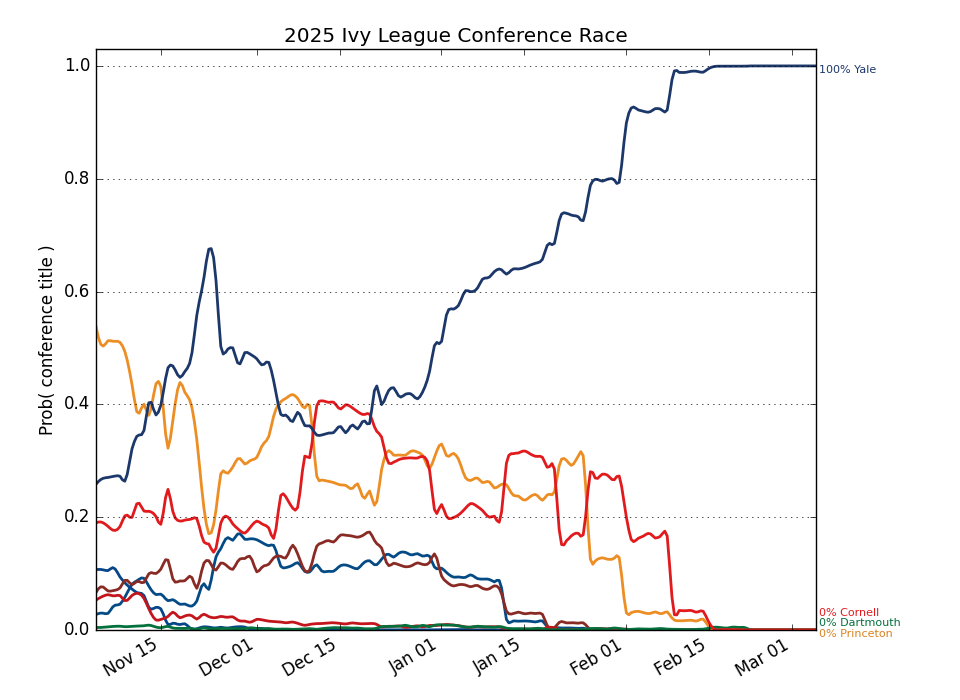 2025 Ivy League Conference Race
Prob( conference title )
1.0
0.8
0.6
0.4
0.2
0.0
Nov 15
Dec 01
Dec 15
Jan 01
Jan 15
Feb 01
Feb 15
Mar 01
100% Yale
0% Cornell
0% Dartmouth
0% Princeton